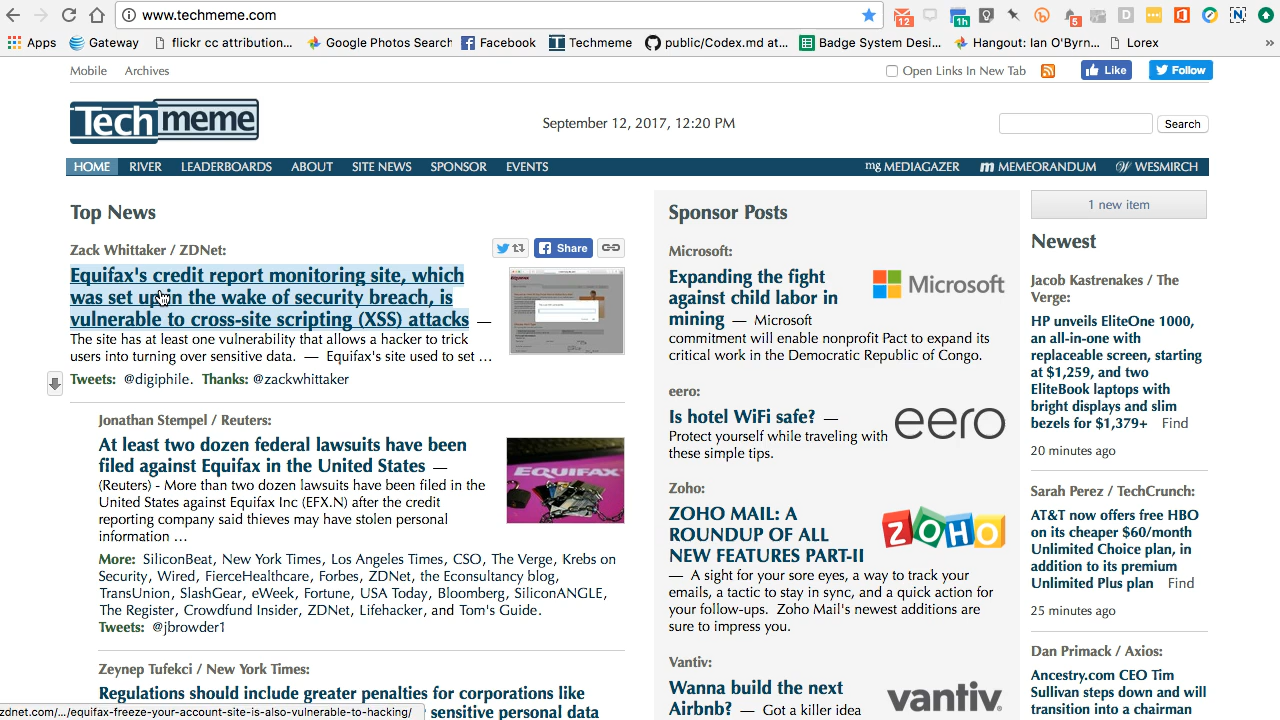 www.techmeme.com
12
1h
5
Apps
Gateway
flickr cc attribution...
Google Photos Search
Facebook
Techmeme
public/Codex.md at...
Badge System Desi...
Hangout: Ian O'Byrn...
Lorex
»
Mobile
Archives
Open Links In New Tab
Like
Follow
Techmeme
September 12, 2017, 12:20 PM
Search
HOME
RIVER
LEADERBOARDS
ABOUT
SITE NEWS
SPONSOR
EVENTS
mg MEDIAGAZER
m MEMEORANDUM
W WESMIRCH
Top News
Zack Whittaker / ZDNet:
Share
Equifax's credit report monitoring site, which
was set up in the wake of security breach, is
vulnerable to cross-site scripting (XSS) attacks —
The site has at least one vulnerability that allows a hacker to trick
users into turning over sensitive data. — Equifax's site used to set ...
Tweets: @digiphile. Thanks: @zackwhittaker
Jonathan Stempel / Reuters:
At least two dozen federal lawsuits have been
filed against Equifax in the United States —
(Reuters) - More than two dozen lawsuits have been filed in the
United States against Equifax Inc (EFX.N) after the credit
reporting company said thieves may have stolen personal
information ...
EQUIFAX
More: SiliconBeat, New York Times, Los Angeles Times, CSO, The Verge, Krebs on
Security, Wired, FierceHealthcare, Forbes, ZDNet, the Econsultancy blog,
TransUnion, SlashGear, eWeek, Fortune, USA Today, Bloomberg, SiliconANGLE,
The Register, Crowdfund Insider, ZDNet, Lifehacker, and Tom's Guide.
Tweets: @jbrowder1
Zeynep Tufekci / New York Times:
Regulations should include greater penalties for corporations like
sensitive personal data
zdnet.com/.../equifax-freeze-your-account-site-is-also-vulnerable-to-hacking/
Sponsor Posts
Microsoft:
Expanding the fight
against child labor in
mining — Microsoft
commitment will enable nonprofit Pact to expand its
critical work in the Democratic Republic of Congo.
Microsoft
eero:
Is hotel WiFi safe? —
Protect yourself while traveling with
these simple tips.
eero
Zoho:
ZOHO MAIL: A
ROUNDUP OF ALL
NEW FEATURES PART-II
— A sight for your sore eyes, a way to track your
emails, a tactic to stay in sync, and a quick action for
your follow-ups. Zoho Mail's newest additions are
sure to impress you.
ZOHO
Vantiv:
Wanna build the next
Airbnb? — Got a killer idea
vantiv
1 new item
Newest
Jacob Kastrenakes / The
Verge:
HP unveils EliteOne 1000,
an all-in-one with
replaceable screen, starting
at $1,259, and two
EliteBook laptops with
bright displays and slim
bezels for $1,379+ Find
20 minutes ago
Sarah Perez / TechCrunch:
AT&T now offers free HBO
on its cheaper $60/month
Unlimited Choice plan, in
addition to its premium
Unlimited Plus plan Find
25 minutes ago
Dan Primack / Axios:
Ancestry.com CEO Tim
Sullivan steps down and will
transition into a chairman